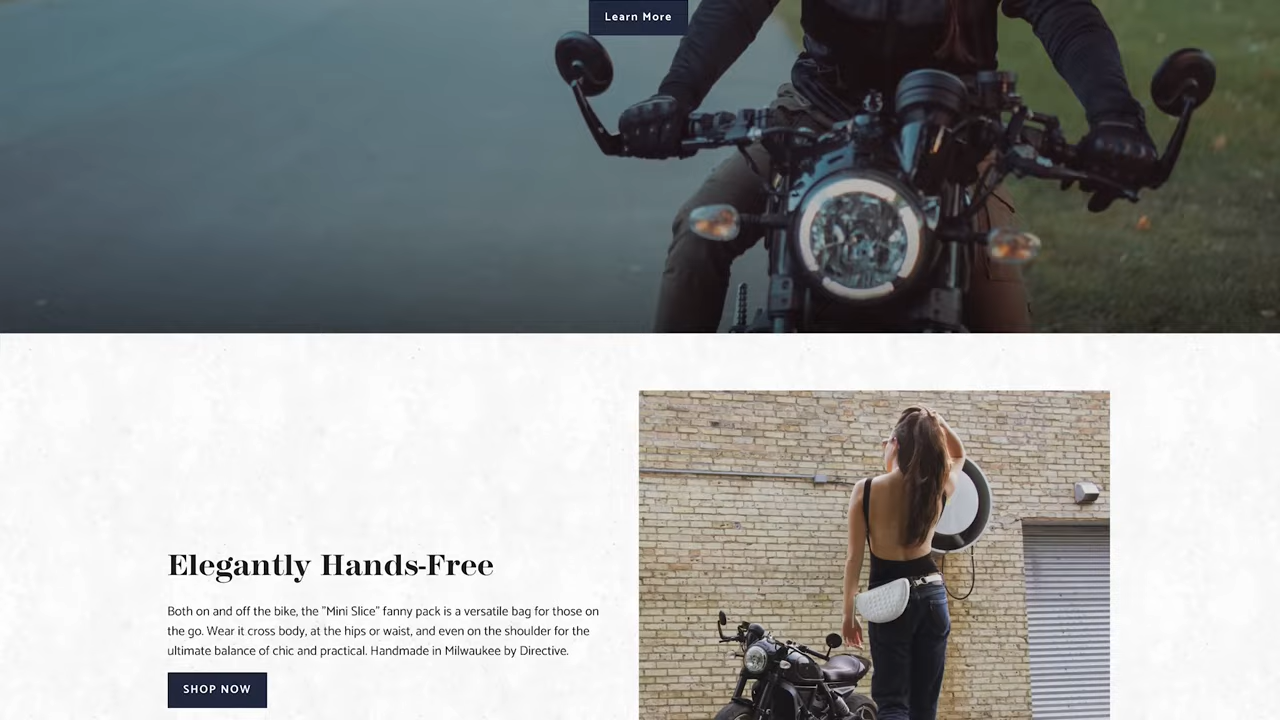 Learn More
Elegantly Hands-Free
Both on and off the bike, the "Mini Slice" fanny pack is a versatile bag for those on
the go. Wear it cross body, at the hips or waist, and even on the shoulder for the
ultimate balance of chic and practical. Handmade in Milwaukee by Directive.
SHOP NOW